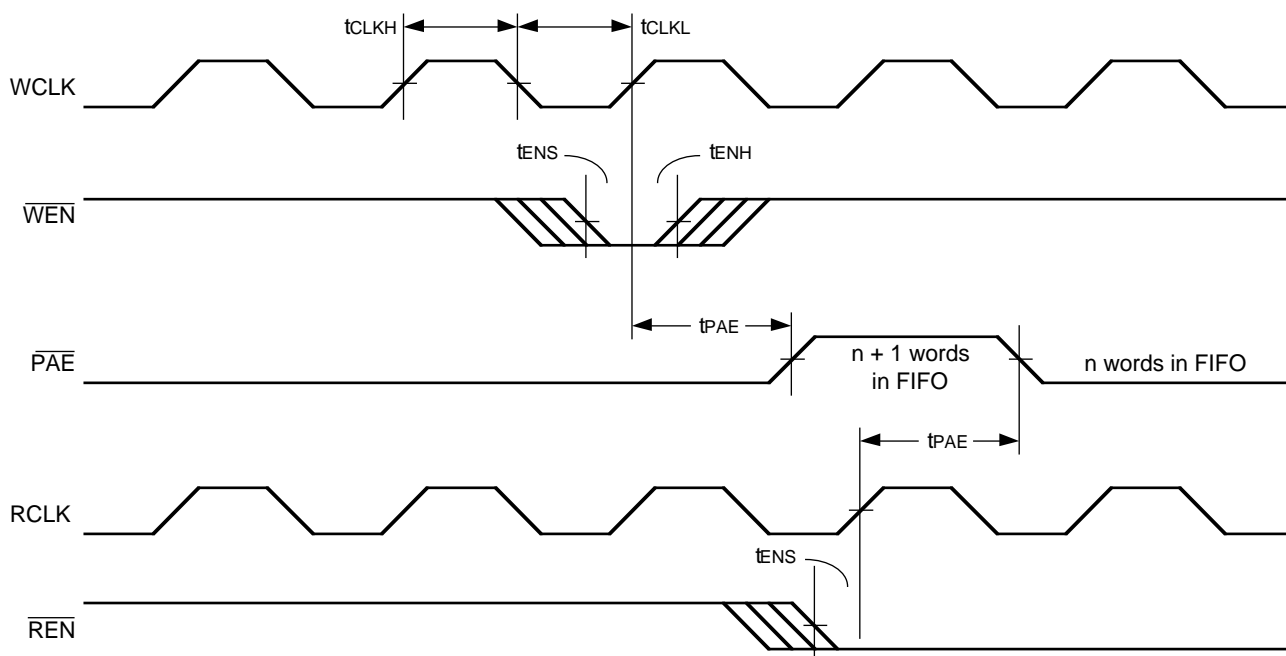 tCLKH
tCLKL
WCLK
tENS
tENH
WEN
tPAE
PAE
n + 1 words
in FIFO
n words in FIFO
tPAE
RCLK
tENS
REN